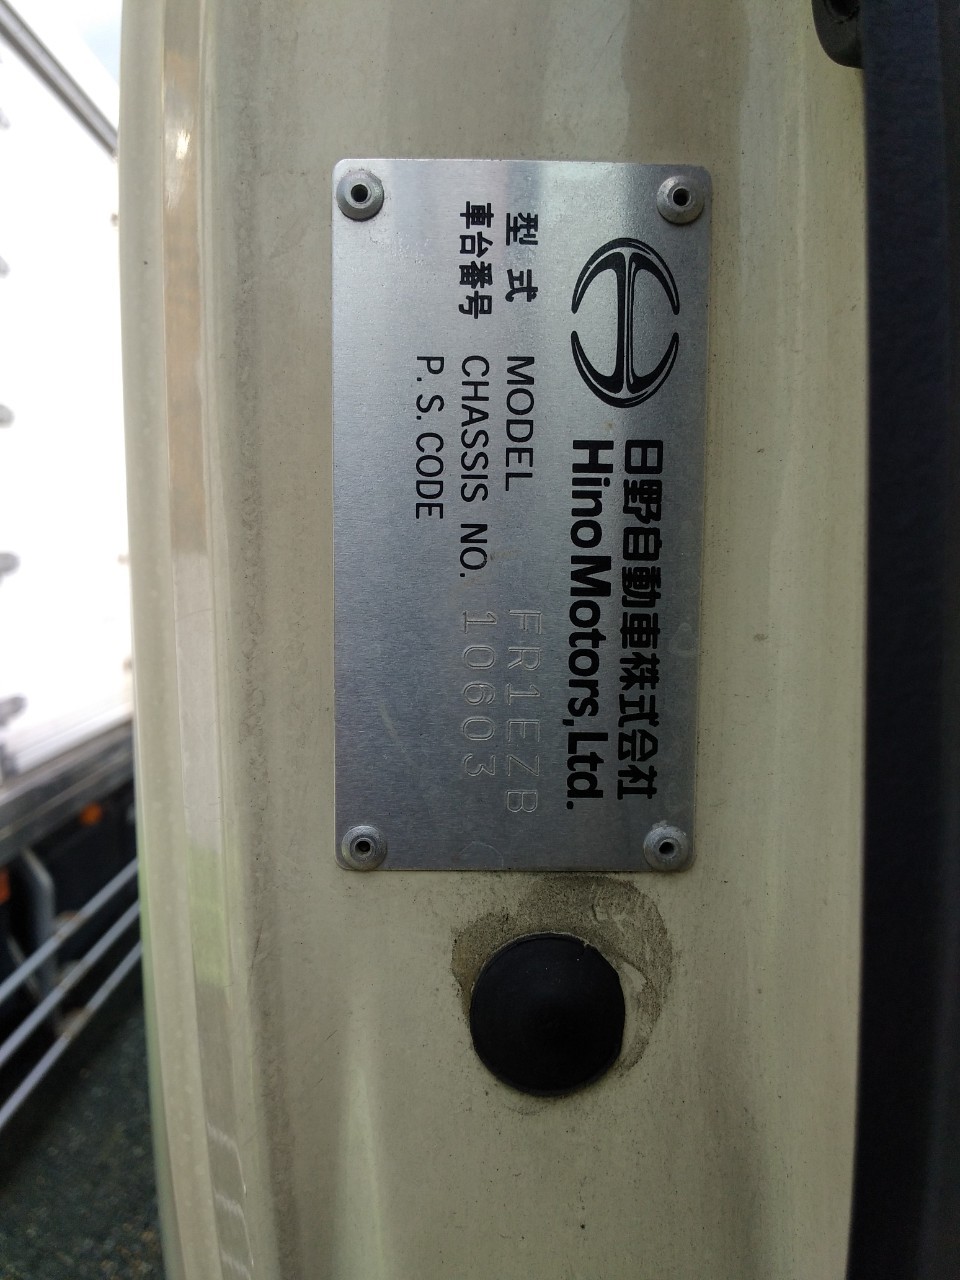 日野自動車株式会社
Hino Motors, Ltd.
型式 MODEL FR1EZB
車台番号 CHASSIS NO. 10603
P. S. CODE